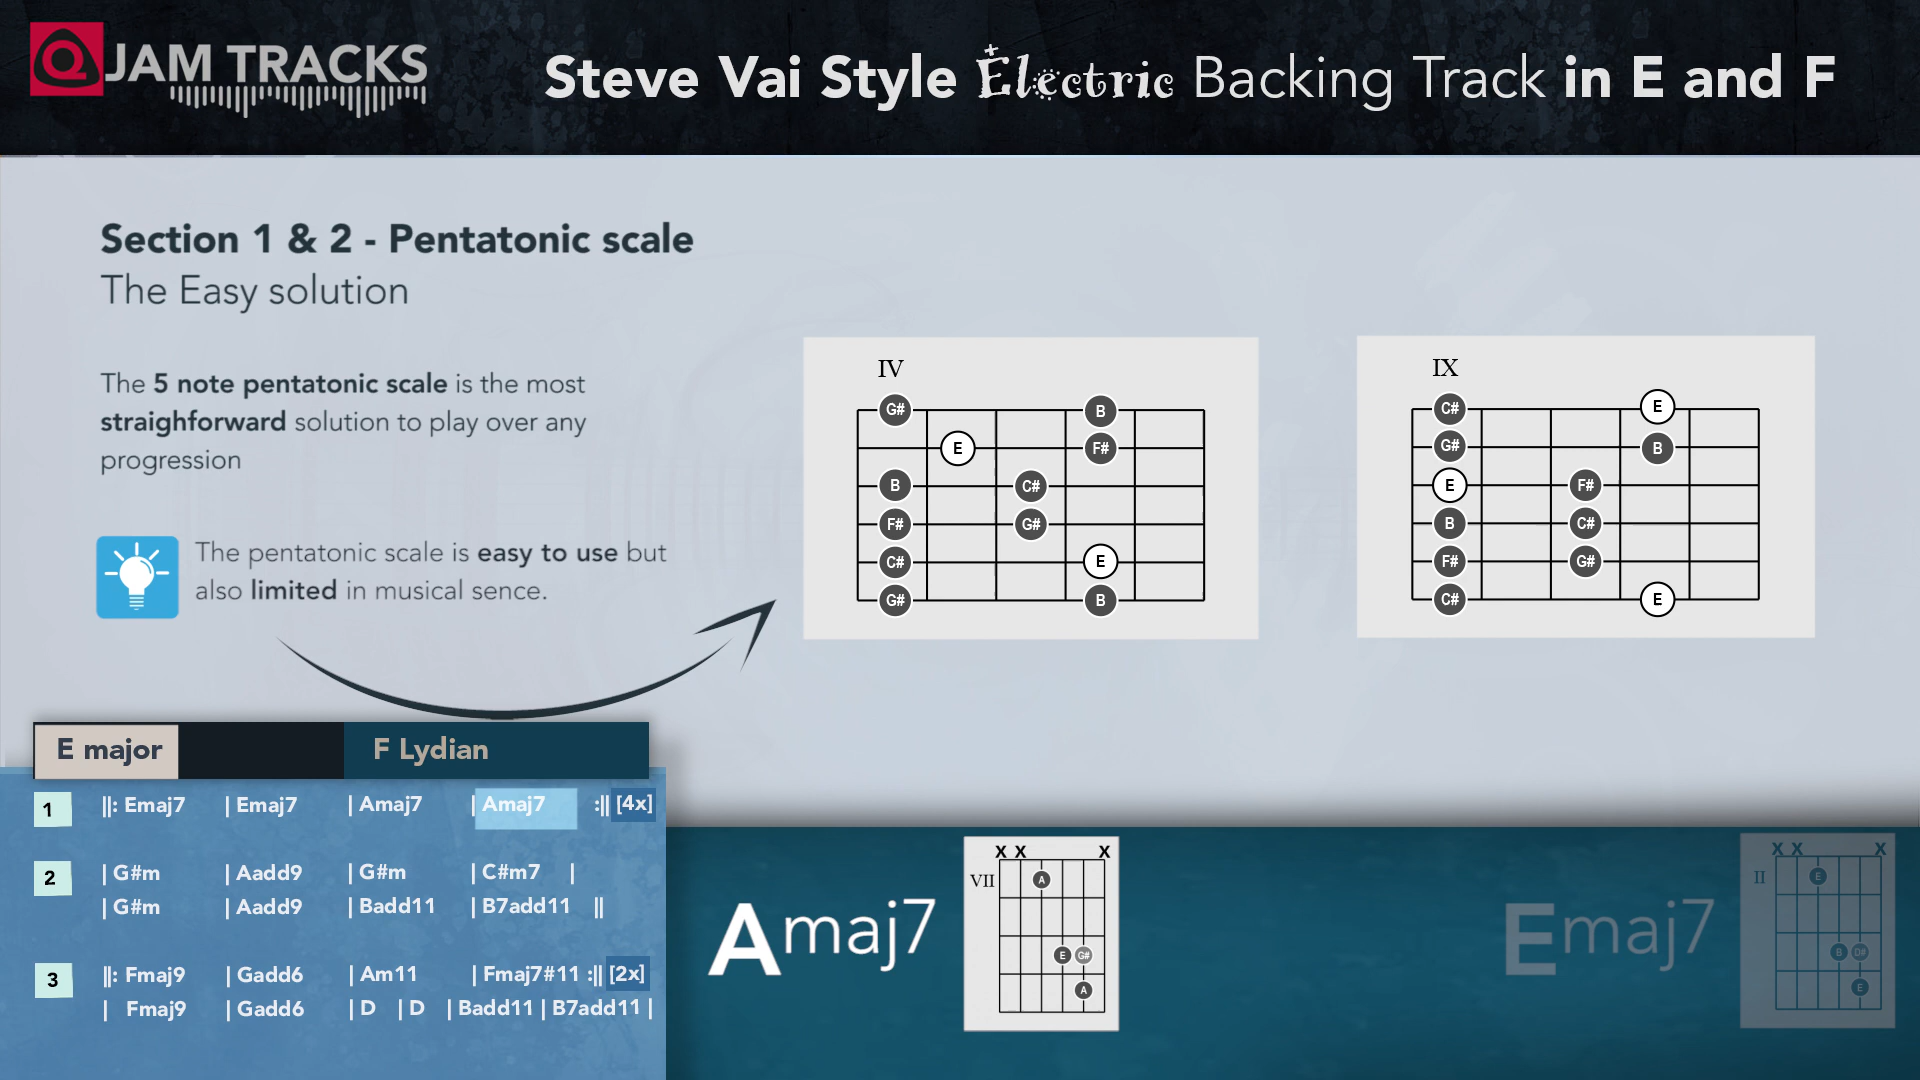 JAM TRACKS
Steve Vai Style Electric Backing Track in E and F
Section 1 & 2 - Pentatonic scale
The Easy solution
The 5 note pentatonic scale is the most
straighforward solution to play over any
progression
The pentatonic scale is easy to use but
also limited in musical sence.
IV
G# B
E F#
B C#
F# G#
C# E
G# B
IX
C# E
G# B
E F#
B C#
F# G#
C# E
E major F Lydian
1 ||: Emaj7 | Emaj7 | Amaj7 | Amaj7 :|| [4x]
2 | G#m | Aadd9 | G#m | C#m7 |
| G#m | Aadd9 | Badd11 | B7add11 ||
3 ||: Fmaj9 | Gadd6 | Am11 | Fmaj7#11 :|| [2x]
| Fmaj9 | Gadd6 | D | D | Badd11 | B7add11 |
Amaj7
X X X
VII A
E G#
A
Emaj7
X X X
II E
B D#
E